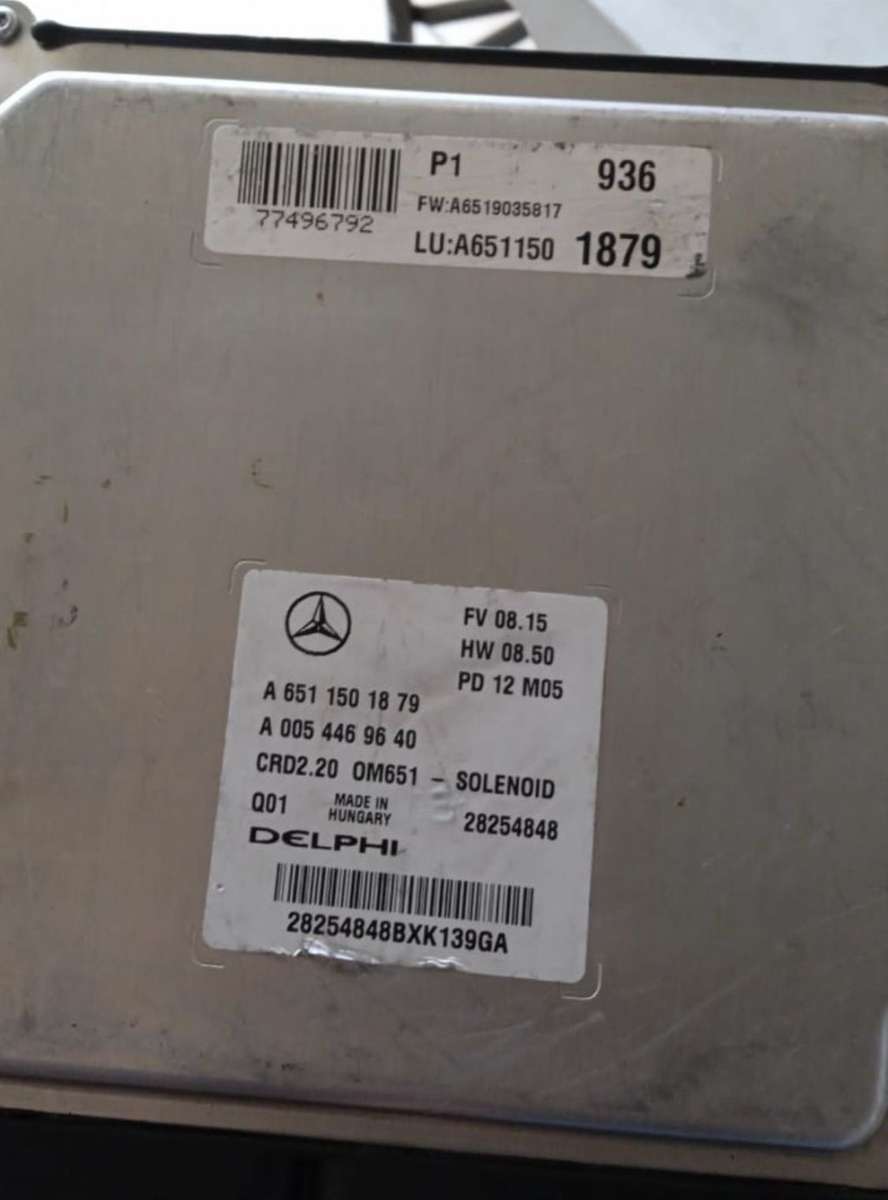 P1 936
77496792
FW:A6519035817
LU:A651150 1879
FV 08.15
HW 08.50
PD 12 M05
A 651 150 18 79
A 005 446 96 40
CRD2.20 OM651 - SOLENOID
Q01 MADE IN HUNGARY 28254848
DELPHI
28254848BXK139GA